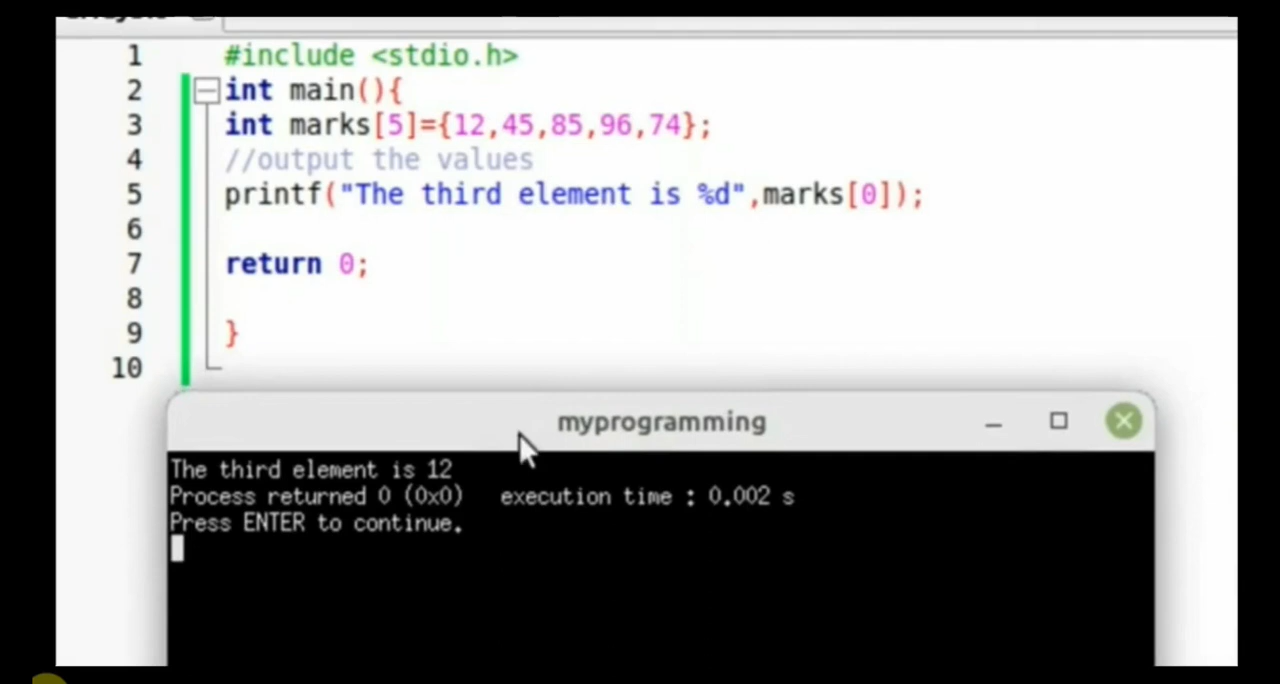 1 #include <stdio.h>
2 int main(){
3 int marks[5]={12,45,85,96,74};
4 //output the values
5 printf("The third element is %d",marks[0]);
6
7 return 0;
8
9 }
10
myprogramming
The third element is 12
Process returned 0 (0x0) execution time : 0.002 s
Press ENTER to continue.